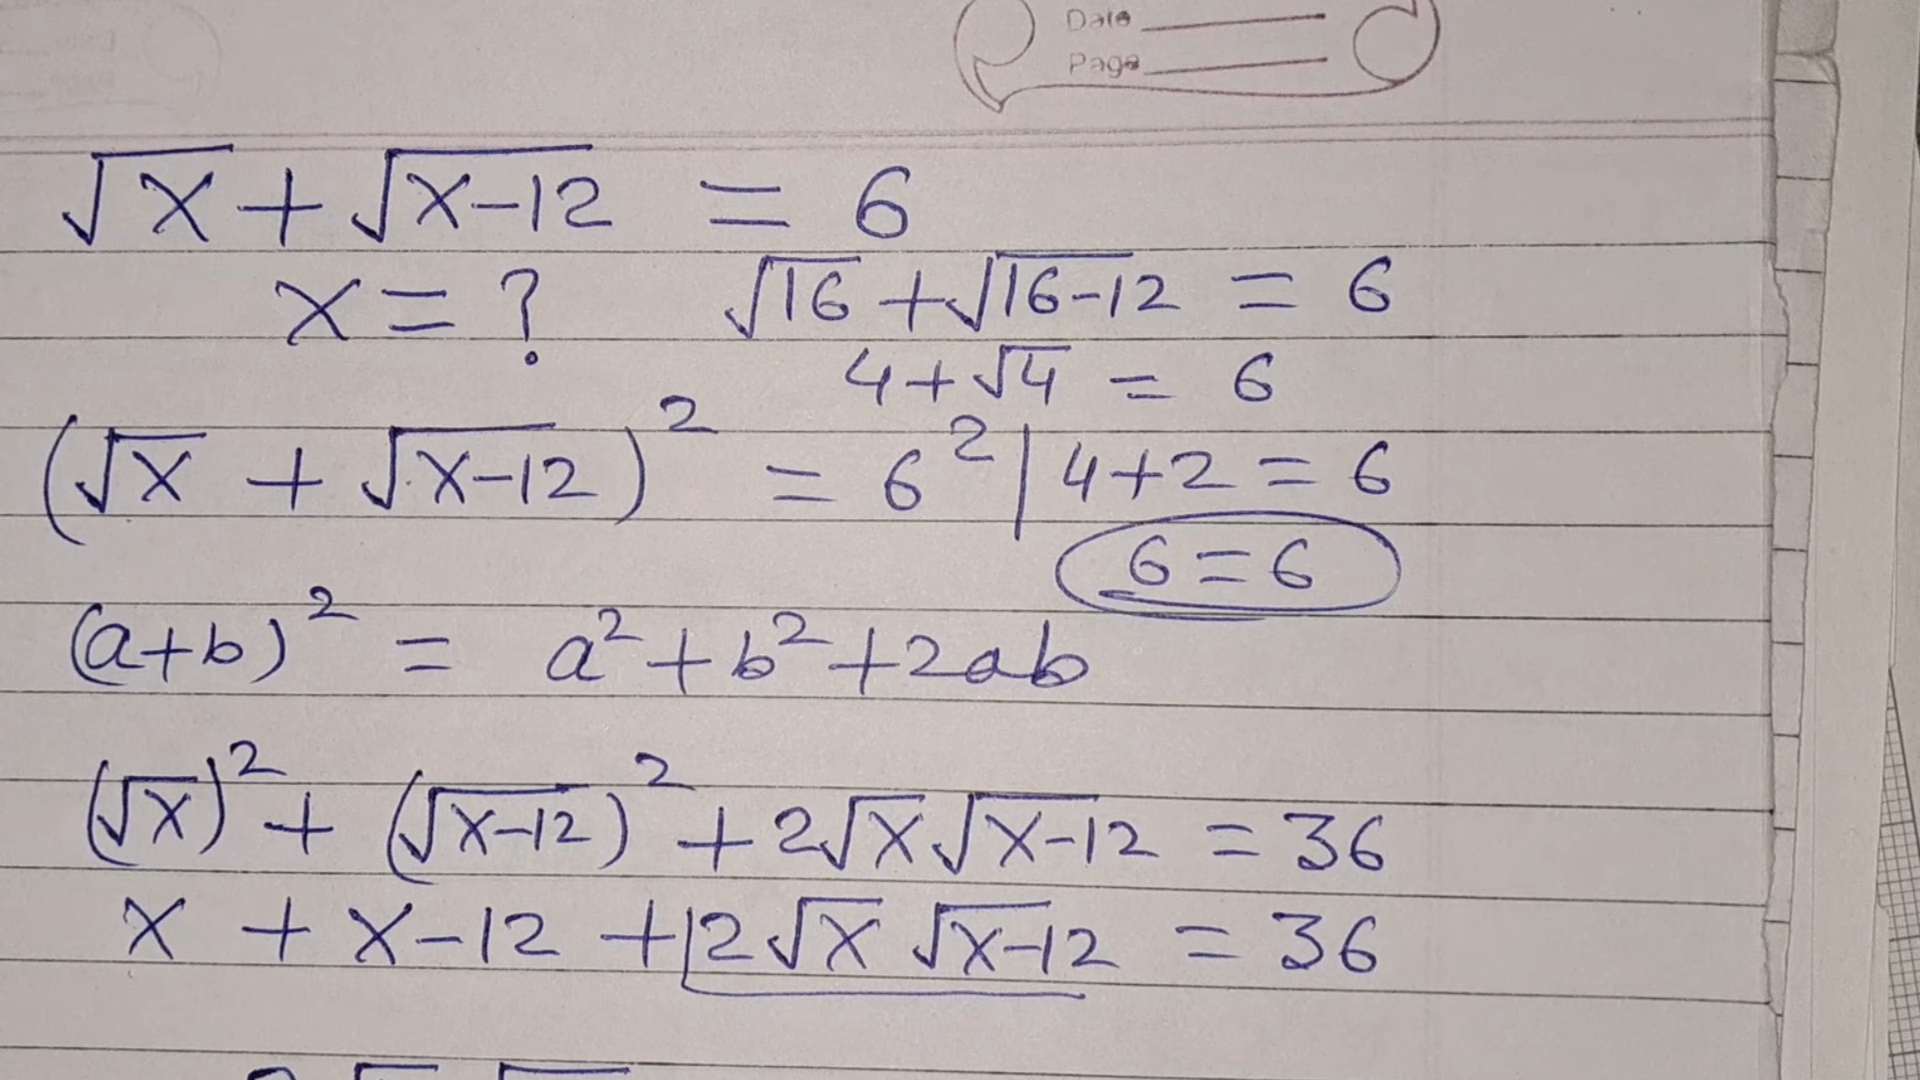 Date
Page
√x + √x-12 = 6
x = ?
√16 + √16-12 = 6
4 + √4 = 6
(√x + √x-12)² = 6² | 4+2 = 6
6 = 6
(a+b)² = a² + b² + 2ab
(√x)² + (√x-12)² + 2√x√x-12 = 36
x + x-12 + 2√x √x-12 = 36